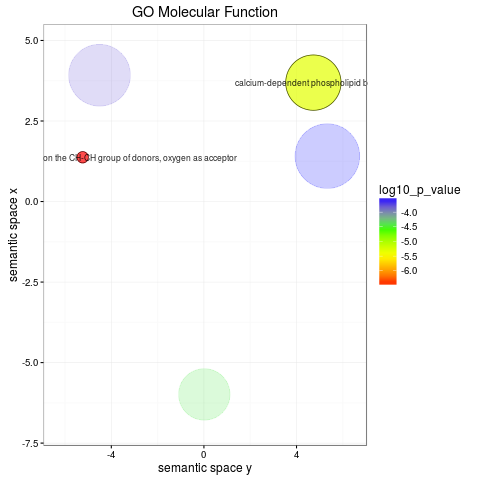 GO Molecular Function
5.0
calcium-dependent phospholipid b
2.5
on the CH-CH group of donors, oxygen as acceptor
0.0
-2.5
-5.0
-7.5
-4
0
4
semantic space y
semantic space x
log10_p_value
-4.0
-4.5
-5.0
-5.5
-6.0